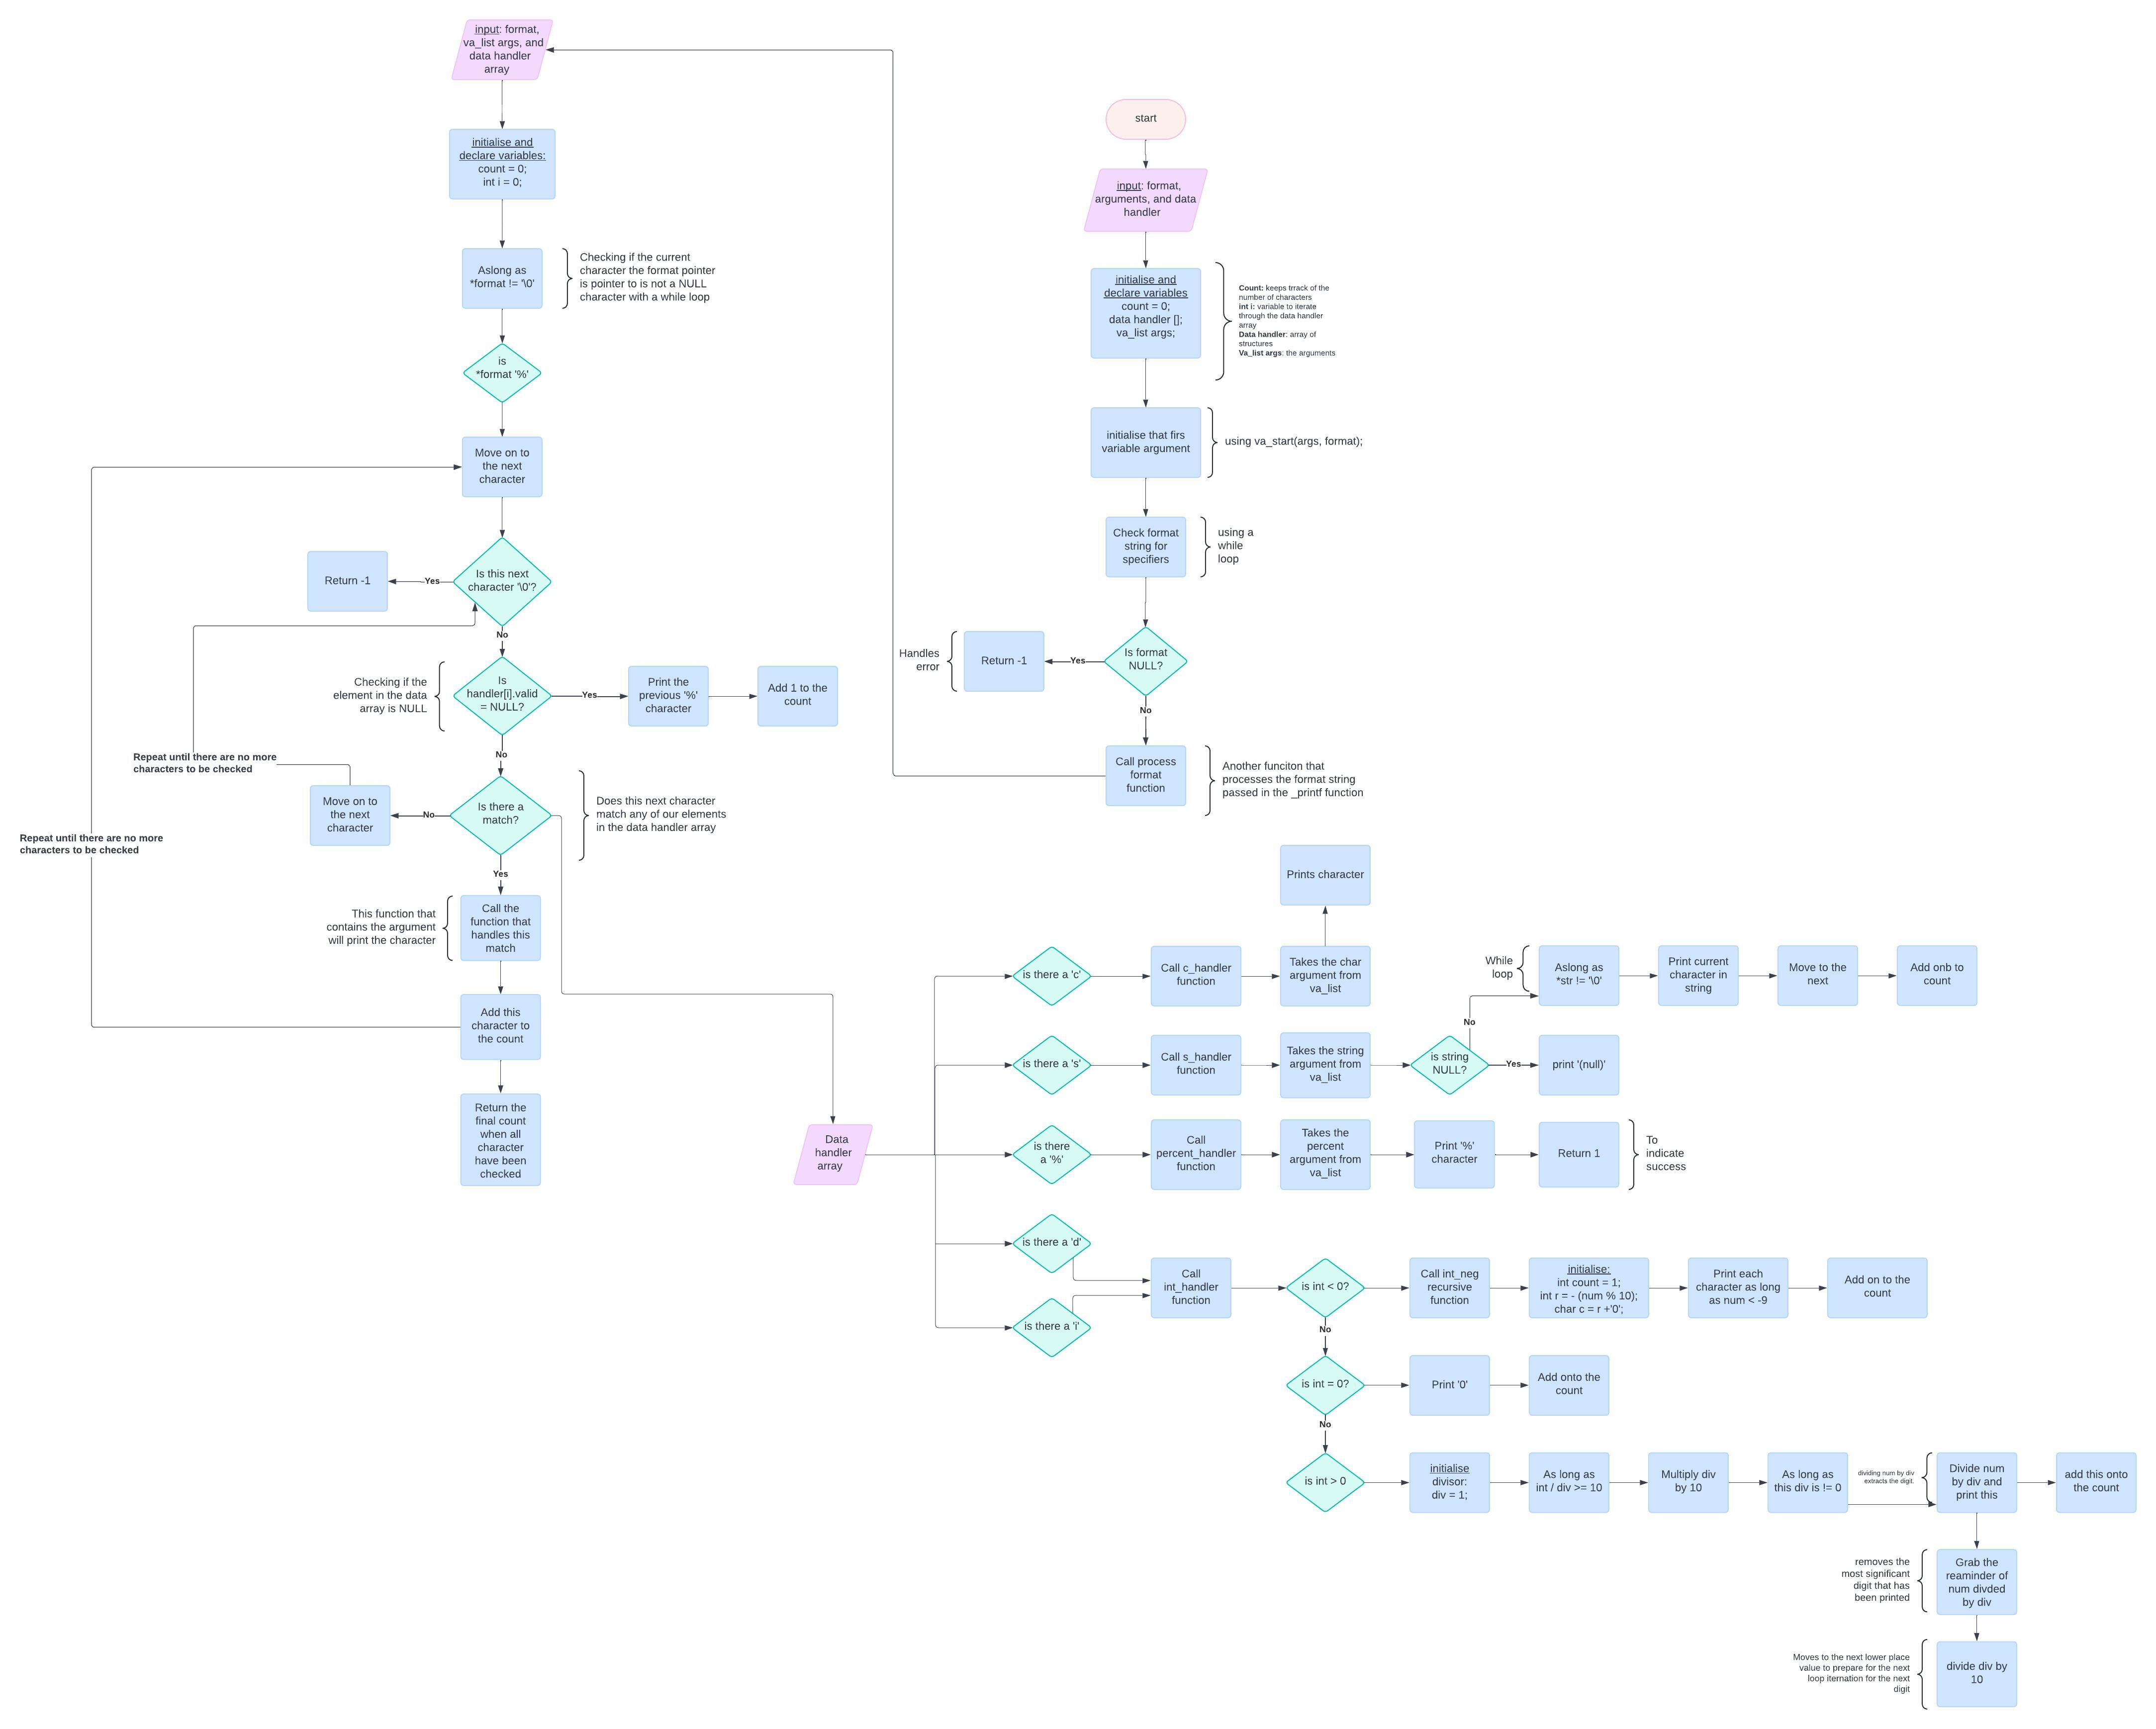 input: format,
va_list args, and
data handler
array
initialise and
declare variables:
count = 0;
int i = 0;
Aslong as
*format != '\0'
Checking if the current
character the format pointer
is pointer to is not a NULL
character with a while loop
is
*format '%'
Move on to
the next
character
Is this next
character '\0'?
Yes
Return -1
No
Is
handler[i].valid
= NULL?
Checking if the
element in the data
array is NULL
Yes
Print the
previous '%'
character
Add 1 to the
count
No
Is there a
match?
Does this next character
match any of our elements
in the data handler array
No
Move on to
the next
character
Repeat until there are no more
characters to be checked
Repeat until there are no more
characters to be checked
Yes
Call the
function that
handles this
match
This function that
contains the argument
will print the character
Add this
character to
the count
Return the
final count
when all
character
have been
checked
start
input: format,
arguments, and data
handler
initialise and
declare variables
count = 0;
data handler [];
va_list args;
Count: keeps trrack of the
number of characters
int i: variable to iterate
through the data handler
array
Data handler: array of
structures
Va_list args: the arguments
initialise that firs
variable argument
using va_start(args, format);
Check format
string for
specifiers
using a
while
loop
Is format
NULL?
Yes
Return -1
Handles
error
No
Call process
format
function
Another funciton that
processes the format string
passed in the _printf function
Data
handler
array
is there a 'c'
Call c_handler
function
Takes the char
argument from
va_list
Prints character
is there a 's'
Call s_handler
function
Takes the string
argument from
va_list
is string
NULL?
No
While
loop
Aslong as
*str != '\0'
Print current
character in
string
Move to the
next
Add onb to
count
Yes
print '(null)'
is there
a '%'
Call
percent_handler
function
Takes the
percent
argument from
va_list
Print '%'
character
Return 1
To
indicate
success
is there a 'd'
is there a 'i'
Call
int_handler
function
is int < 0?
Call int_neg
recursive
function
initialise:
int count = 1;
int r = - (num % 10);
char c = r +'0';
Print each
character as long
as num < -9
Add on to the
count
No
is int = 0?
Print '0'
Add onto the
count
No
is int > 0
initialise
divisor:
div = 1;
As long as
int / div >= 10
Multiply div
by 10
As long as
this div is != 0
dividing num by div
extracts the digit.
Divide num
by div and
print this
add this onto
the count
removes the
most significant
digit that has
been printed
Grab the
reaminder of
num divded
by div
Moves to the next lower place
value to prepare for the next
loop iternation for the next
digit
divide div by
10